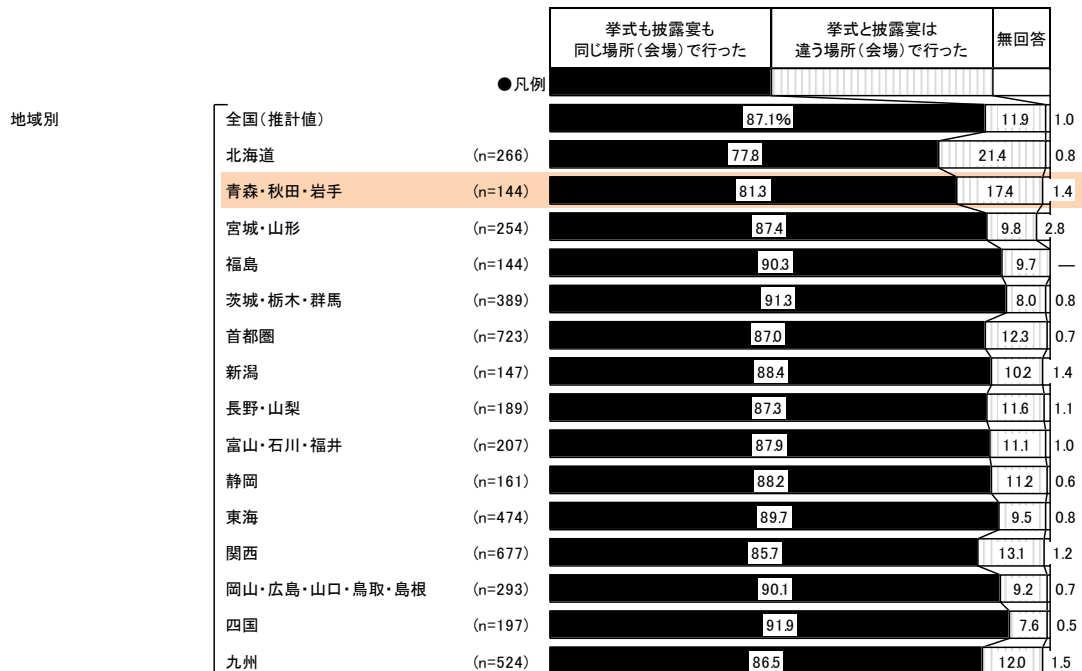 挙式も披露宴も
同じ場所(会場)で行った
挙式と披露宴は
違う場所(会場)で行った
無回答
●凡例
地域別
全国(推計値) 87.1% 11.9 1.0
北海道 (n=266) 77.8 21.4 0.8
青森・秋田・岩手 (n=144) 81.3 17.4 1.4
宮城・山形 (n=254) 87.4 9.8 2.8
福島 (n=144) 90.3 9.7 —
茨城・栃木・群馬 (n=389) 91.3 8.0 0.8
首都圏 (n=723) 87.0 12.3 0.7
新潟 (n=147) 88.4 10.2 1.4
長野・山梨 (n=189) 87.3 11.6 1.1
富山・石川・福井 (n=207) 87.9 11.1 1.0
静岡 (n=161) 88.2 11.2 0.6
東海 (n=474) 89.7 9.5 0.8
関西 (n=677) 85.7 13.1 1.2
岡山・広島・山口・鳥取・島根 (n=293) 90.1 9.2 0.7
四国 (n=197) 91.9 7.6 0.5
九州 (n=524) 86.5 12.0 1.5